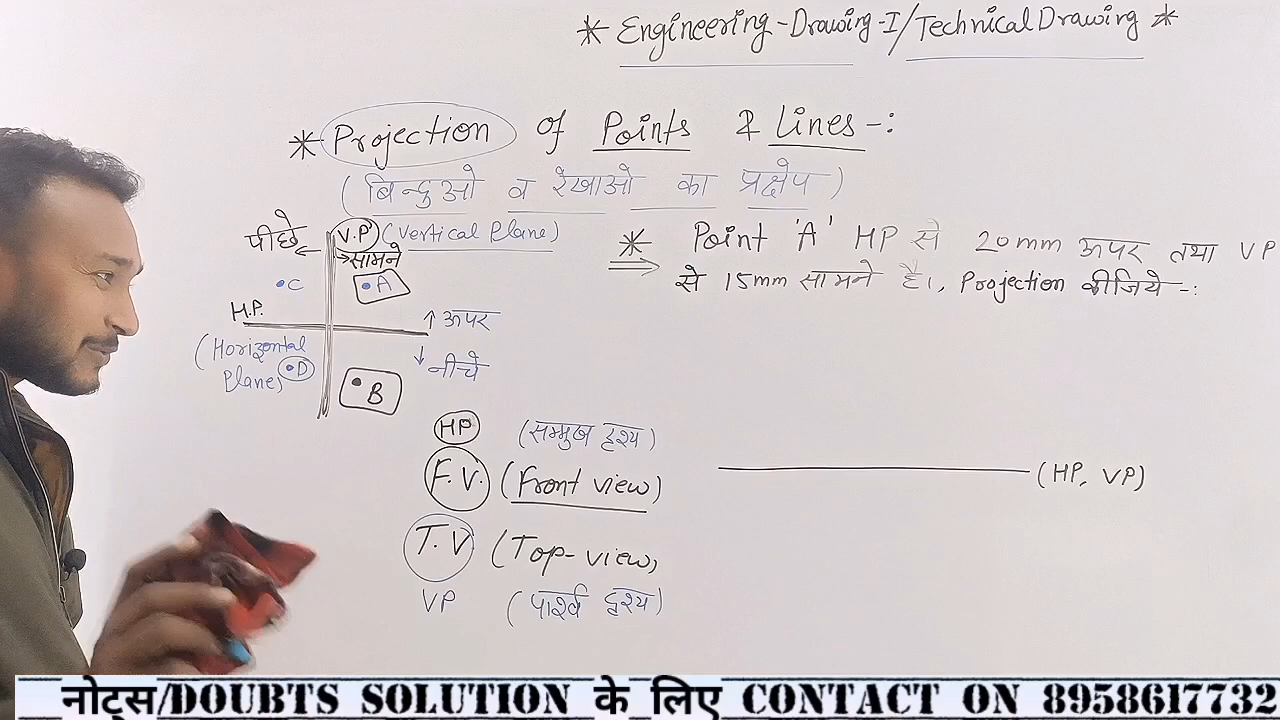 * Engineering-Drawing-I/Technical Drawing *
* Projection of Points & Lines -:
(बिन्दुओ व रेखाओ का प्रक्षेप)
पीछे ← V.P. (Vertical Plane)
→सामने
•C •A
H.P. ↑ ऊपर
(Horizontal Plane) ↓ नीचे
•D •B
* Point 'A' HP से 20mm ऊपर तथा VP
से 15mm सामने है।, Projection कीजिये -:
HP (सम्मुख दृश्य)
F.V. (Front view)
T.V (Top-view)
VP (पार्श्व दृश्य)
(HP, VP)
नोट्स/DOUBTS SOLUTION के लिए CONTACT ON 8958617732